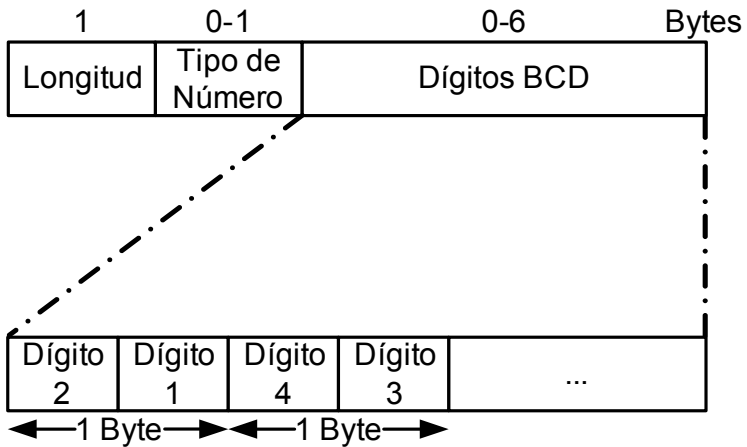 1 0-1 0-6 Bytes
Longitud Tipo de Número Dígitos BCD
Dígito 2 Dígito 1 Dígito 4 Dígito 3 ...
1 Byte 1 Byte